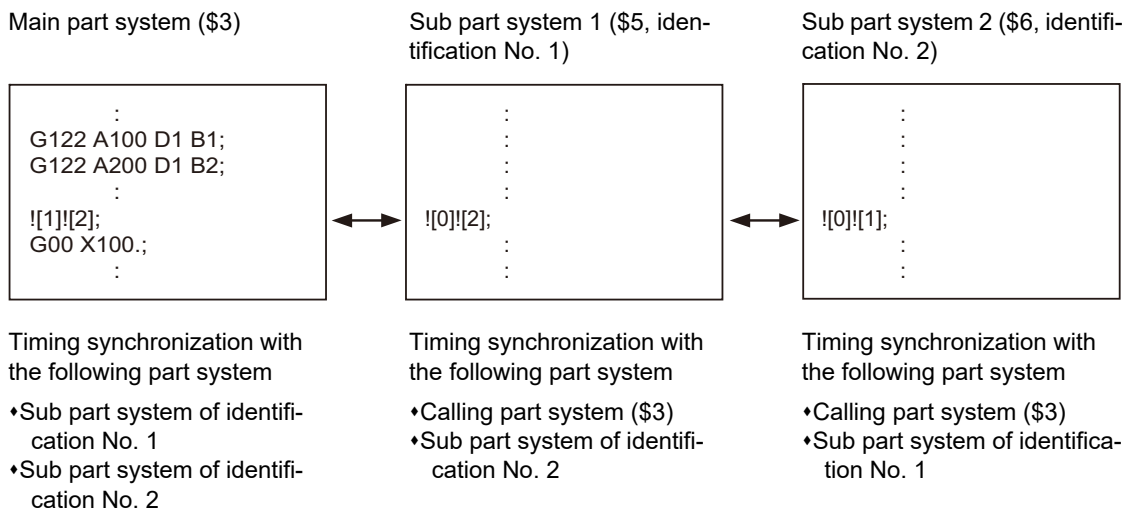 Main part system ($3)
:
G122 A100 D1 B1;
G122 A200 D1 B2;
:
![1]![2];
G00 X100.;
:
Timing synchronization with
the following part system
•Sub part system of identifi-
cation No. 1
•Sub part system of identifi-
cation No. 2
Sub part system 1 ($5, iden-
tification No. 1)
:
:
:
:
![0]![2];
:
:
Timing synchronization with
the following part system
•Calling part system ($3)
•Sub part system of identifi-
cation No. 2
Sub part system 2 ($6, identifi-
cation No. 2)
:
:
:
:
![0]![1];
:
:
Timing synchronization with
the following part system
•Calling part system ($3)
•Sub part system of identifica-
tion No. 1